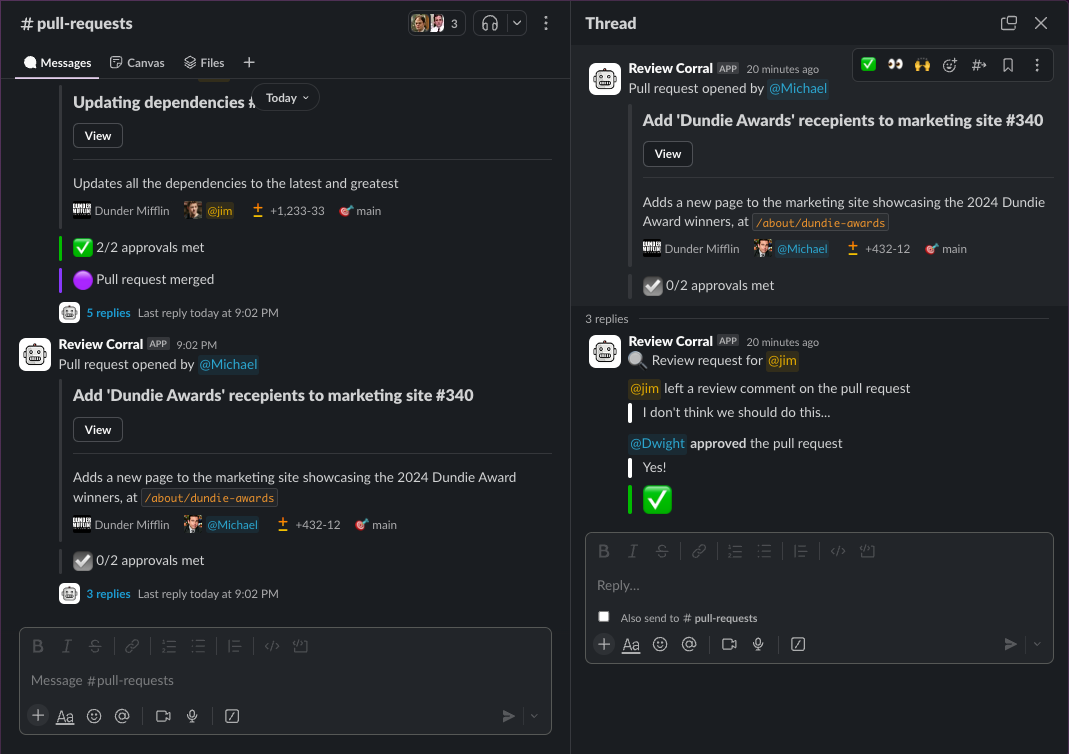 # pull-requests
3
Messages
Canvas
Files
Updating dependencies #
Today
View
Updates all the dependencies to the latest and greatest
Dunder Mifflin @jim +1,233-33 main
2/2 approvals met
Pull request merged
5 replies Last reply today at 9:02 PM
Review Corral APP 9:02 PM
Pull request opened by @Michael
Add 'Dundie Awards' recepients to marketing site #340
View
Adds a new page to the marketing site showcasing the 2024 Dundie Award
winners, at /about/dundie-awards
Dunder Mifflin @Michael +432-12 main
0/2 approvals met
3 replies Last reply today at 9:02 PM
Message #pull-requests
Aa
Thread
Review Corral APP 20 minutes ago
Pull request opened by @Michael
Add 'Dundie Awards' recepients to marketing site #340
View
Adds a new page to the marketing site showcasing the 2024 Dundie
Award winners, at /about/dundie-awards
Dunder Mifflin @Michael +432-12 main
0/2 approvals met
3 replies
Review Corral APP 20 minutes ago
Review request for @jim
@jim left a review comment on the pull request
I don't think we should do this...
@Dwight approved the pull request
Yes!
Reply...
Also send to # pull-requests
Aa